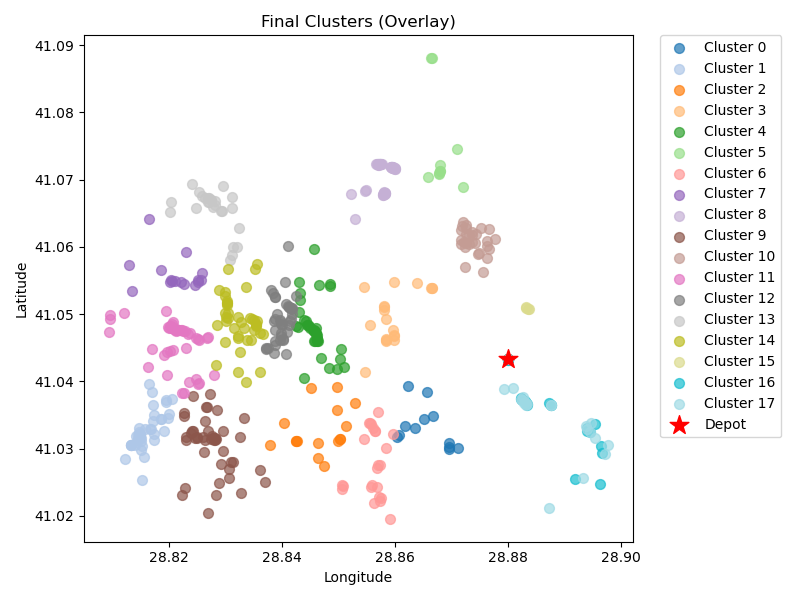 Final Clusters (Overlay)
41.09
41.08
41.07
41.06
41.05
41.04
41.03
41.02
Latitude
28.82
28.84
28.86
28.88
28.90
Longitude
Cluster 0
Cluster 1
Cluster 2
Cluster 3
Cluster 4
Cluster 5
Cluster 6
Cluster 7
Cluster 8
Cluster 9
Cluster 10
Cluster 11
Cluster 12
Cluster 13
Cluster 14
Cluster 15
Cluster 16
Cluster 17
Depot